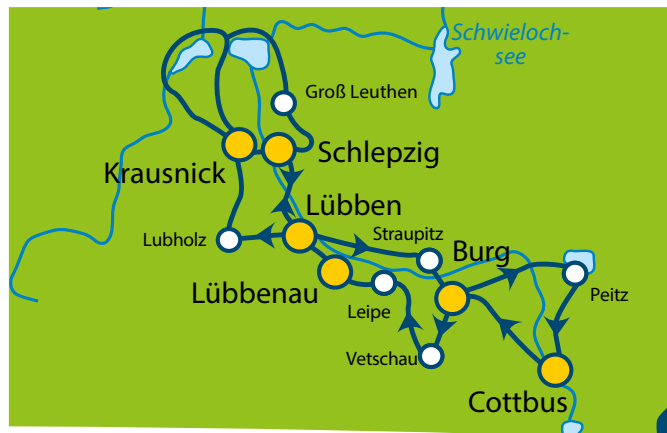 Schwieloch-
see
Groß Leuthen
Schlepzig
Krausnick
Lübben
Lubholz
Straupitz
Burg
Lübbenau
Leipe
Peitz
Vetschau
Cottbus